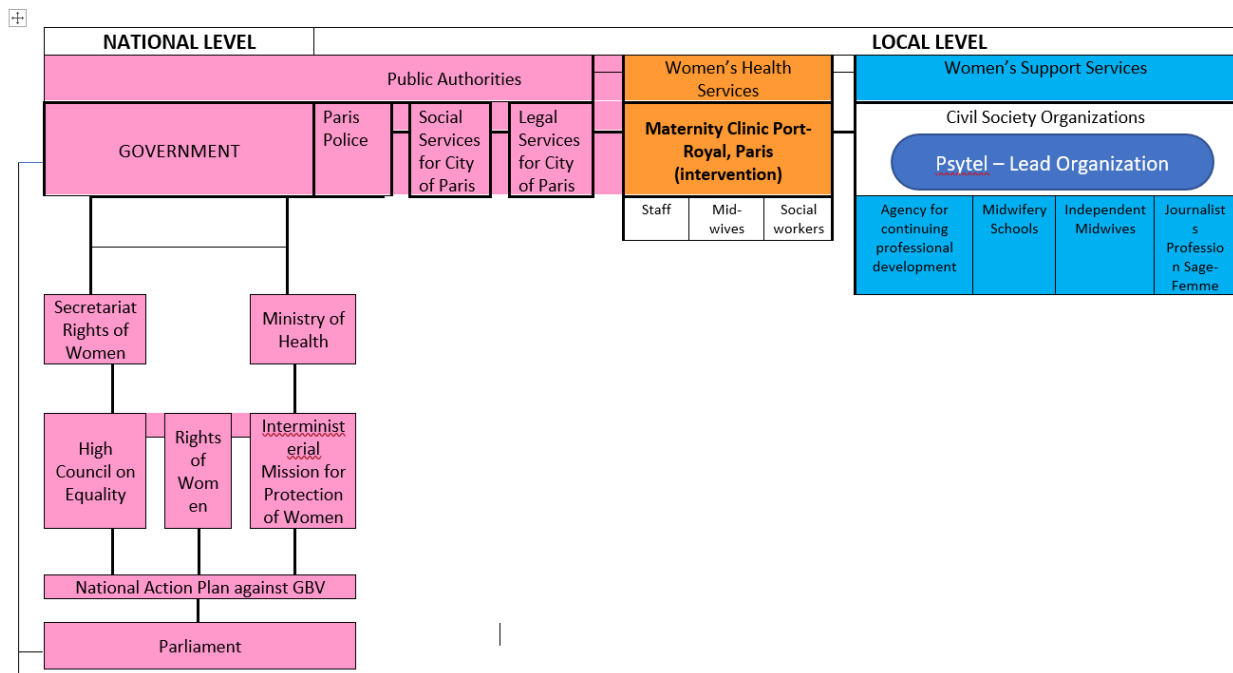 NATIONAL LEVEL
LOCAL LEVEL
Public Authorities
Women's Health
Services
Women's Support Services
GOVERNMENT
Paris
Police
Social
Services
for City
of Paris
Legal
Services
for City
of Paris
Maternity Clinic Port-
Royal, Paris
(intervention)
Civil Society Organizations
Psytel – Lead Organization
Staff
Mid-
wives
Social
workers
Agency for
continuing
professional
development
Midwifery
Schools
Independent
Midwives
Journalist
s
Professio
n Sage-
Femme
Secretariat
Rights of
Women
Ministry of
Health
High
Council on
Equality
Rights
of
Wom
en
Interminist
erial
Mission for
Protection
of Women
National Action Plan against GBV
Parliament